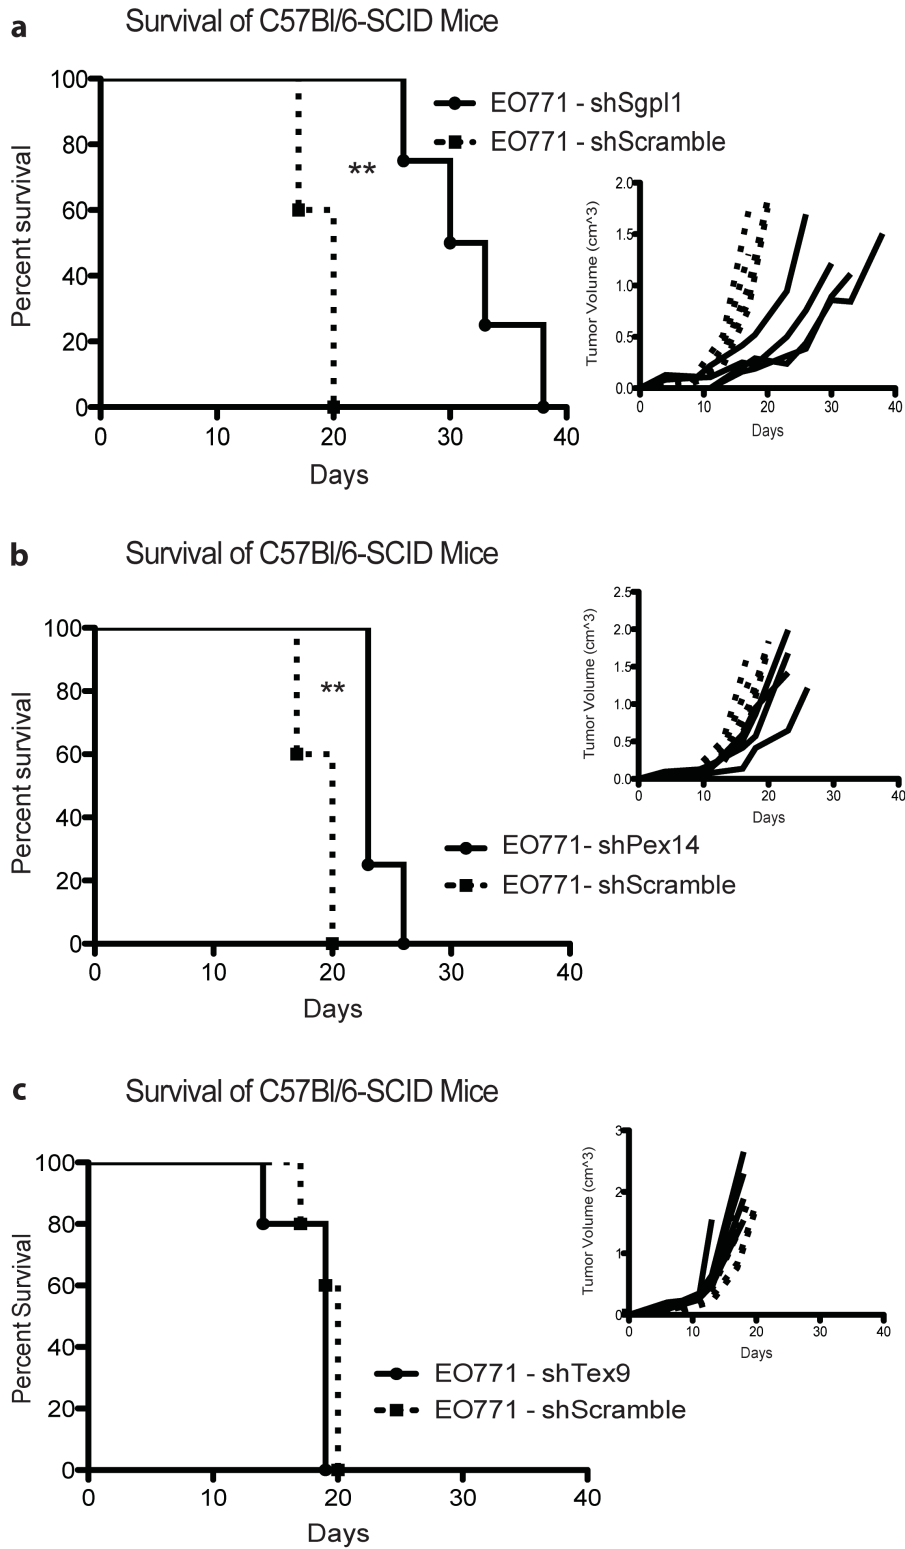 a
Survival of C57Bl/6-SCID Mice
EO771 - shSgpl1
EO771 - shScramble
**
Percent survival
100
80
60
40
20
0
0 10 20 30 40
Days
Tumor Volume (cm^3)
2.0
1.5
1.0
0.5
0.0
0 10 20 30 40
Days
b
Survival of C57Bl/6-SCID Mice
**
Percent survival
100
80
60
40
20
0
0 10 20 30 40
Days
EO771- shPex14
EO771- shScramble
Tumor Volume (cm^3)
2.5
2.0
1.5
1.0
0.5
0.0
0 10 20 30 40
Days
c
Survival of C57Bl/6-SCID Mice
Percent Survival
100
80
60
40
20
0
0 10 20 30 40
Days
EO771 - shTex9
EO771 - shScramble
Tumor Volume (cm^3)
3
2
1
0
0 10 20 30 40
Days